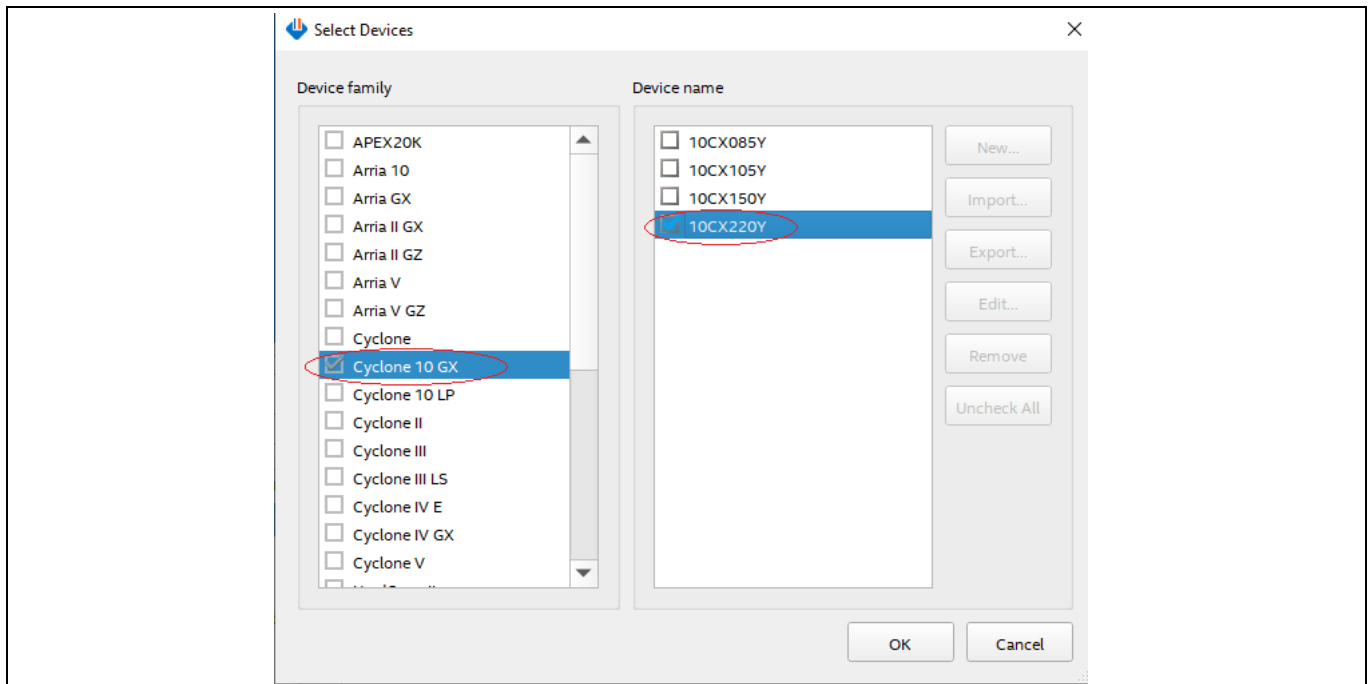 Select Devices
Device family
APEX20K
Arria 10
Arria GX
Arria II GX
Arria II GZ
Arria V
Arria V GZ
Cyclone
Cyclone 10 GX
Cyclone 10 LP
Cyclone II
Cyclone III
Cyclone III LS
Cyclone IV E
Cyclone IV GX
Cyclone V
Device name
10CX085Y
10CX105Y
10CX150Y
10CX220Y
New...
Import...
Export...
Edit...
Remove
Uncheck All
OK
Cancel